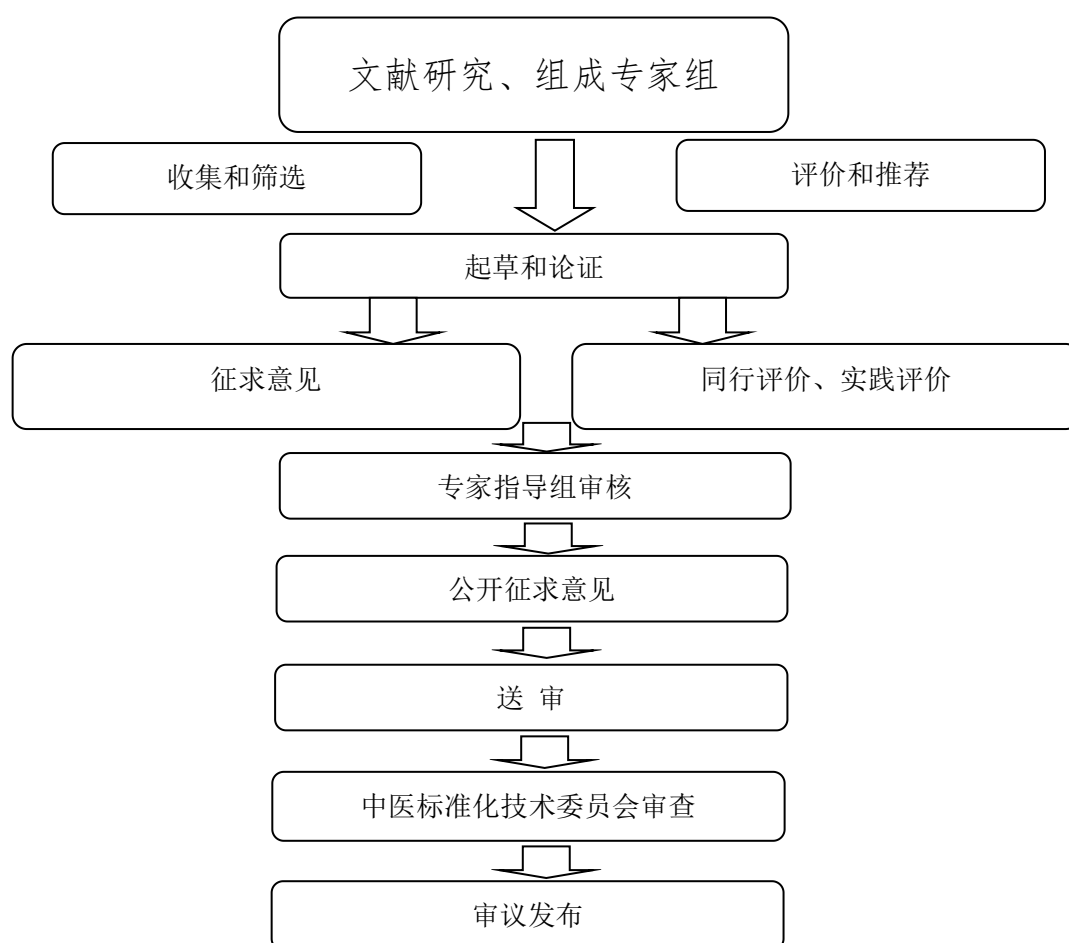 文献研究、组成专家组
收集和筛选
评价和推荐
起草和论证
征求意见
同行评价、实践评价
专家指导组审核
公开征求意见
送 审
中医标准化技术委员会审查
审议发布